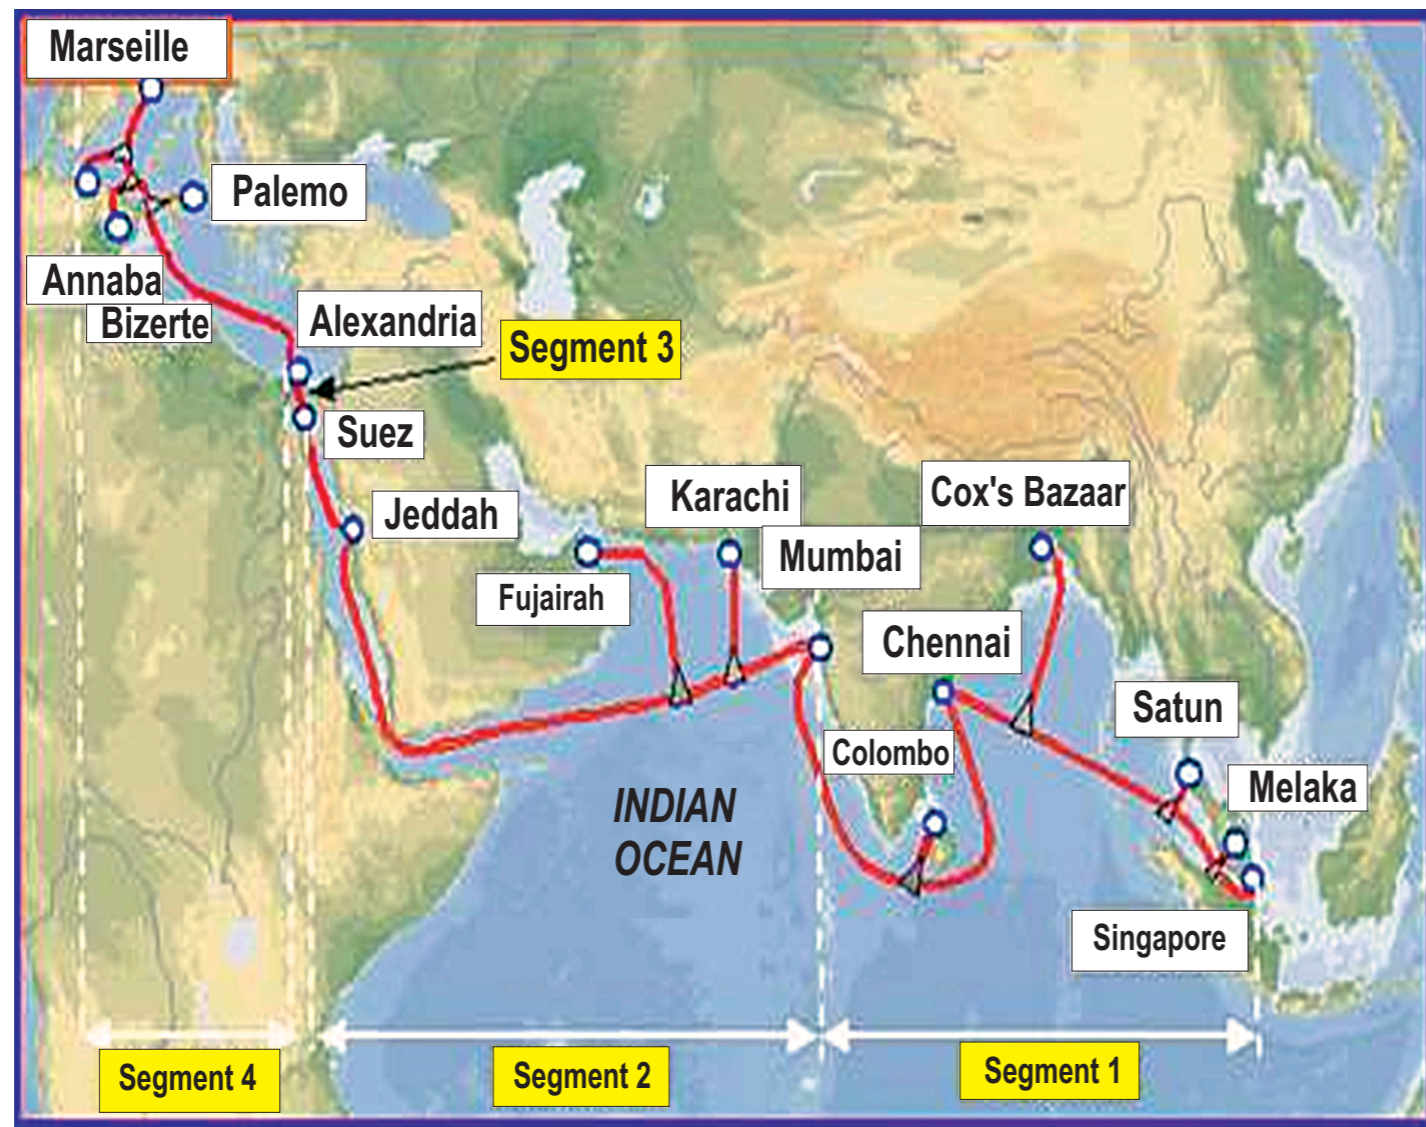 Marseille
Palemo
Annaba
Bizerte
Alexandria
Segment 3
Suez
Jeddah
Karachi
Cox's Bazaar
Mumbai
Fujairah
Chennai
Satun
Colombo
Melaka
INDIAN
OCEAN
Singapore
Segment 4
Segment 2
Segment 1